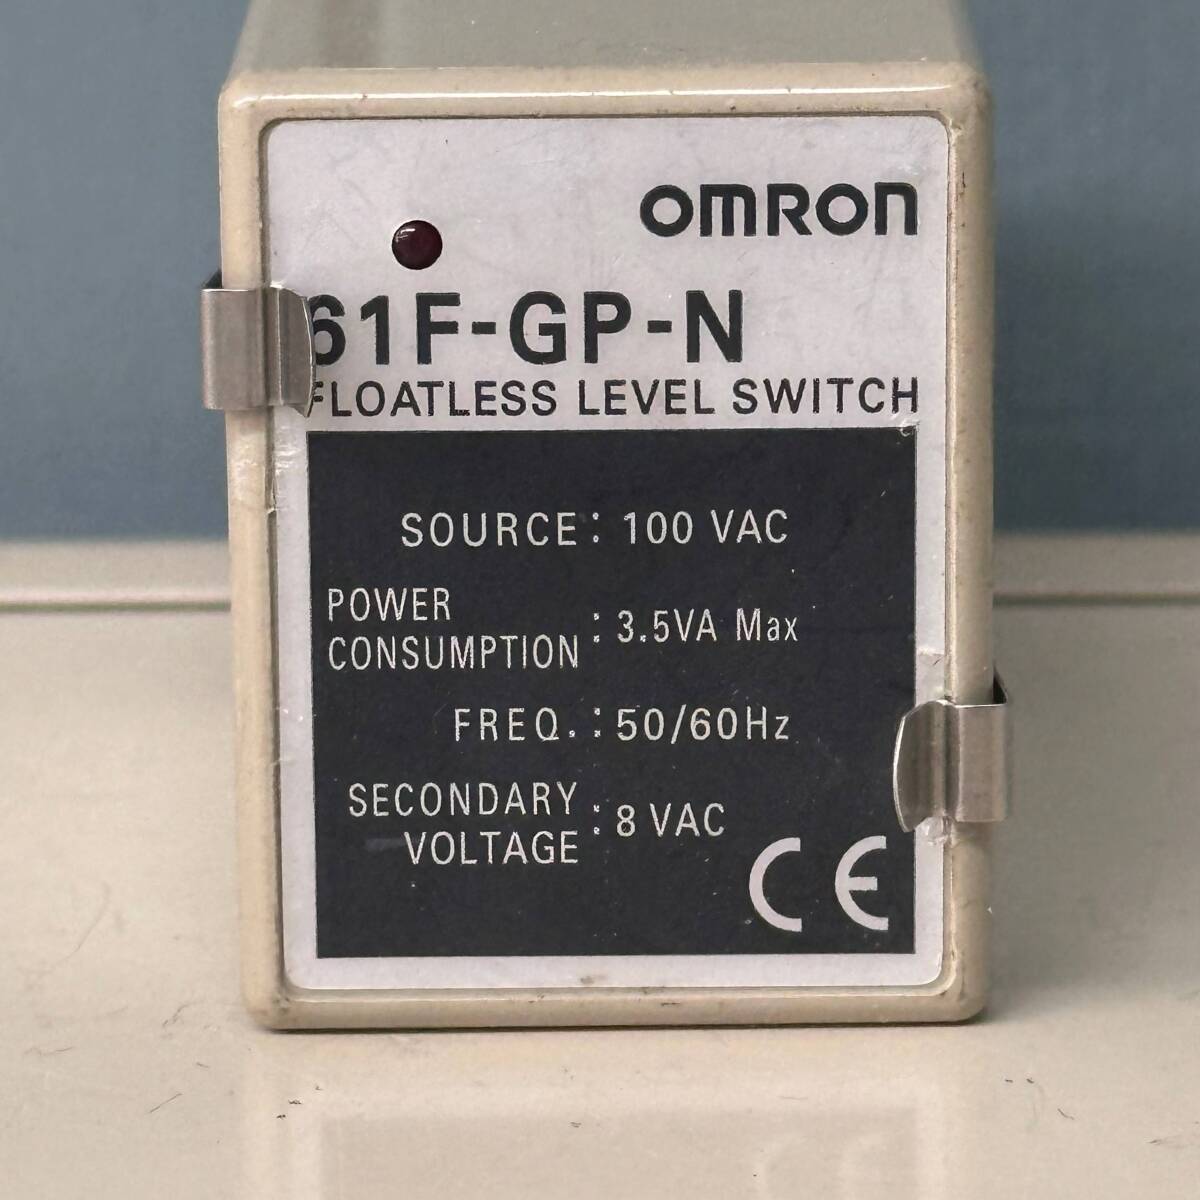 OMRON
61F-GP-N
FLOATLESS LEVEL SWITCH
SOURCE: 100 VAC
POWER CONSUMPTION : 3.5VA Max
FREQ. : 50/60Hz
SECONDARY VOLTAGE : 8 VAC
CE